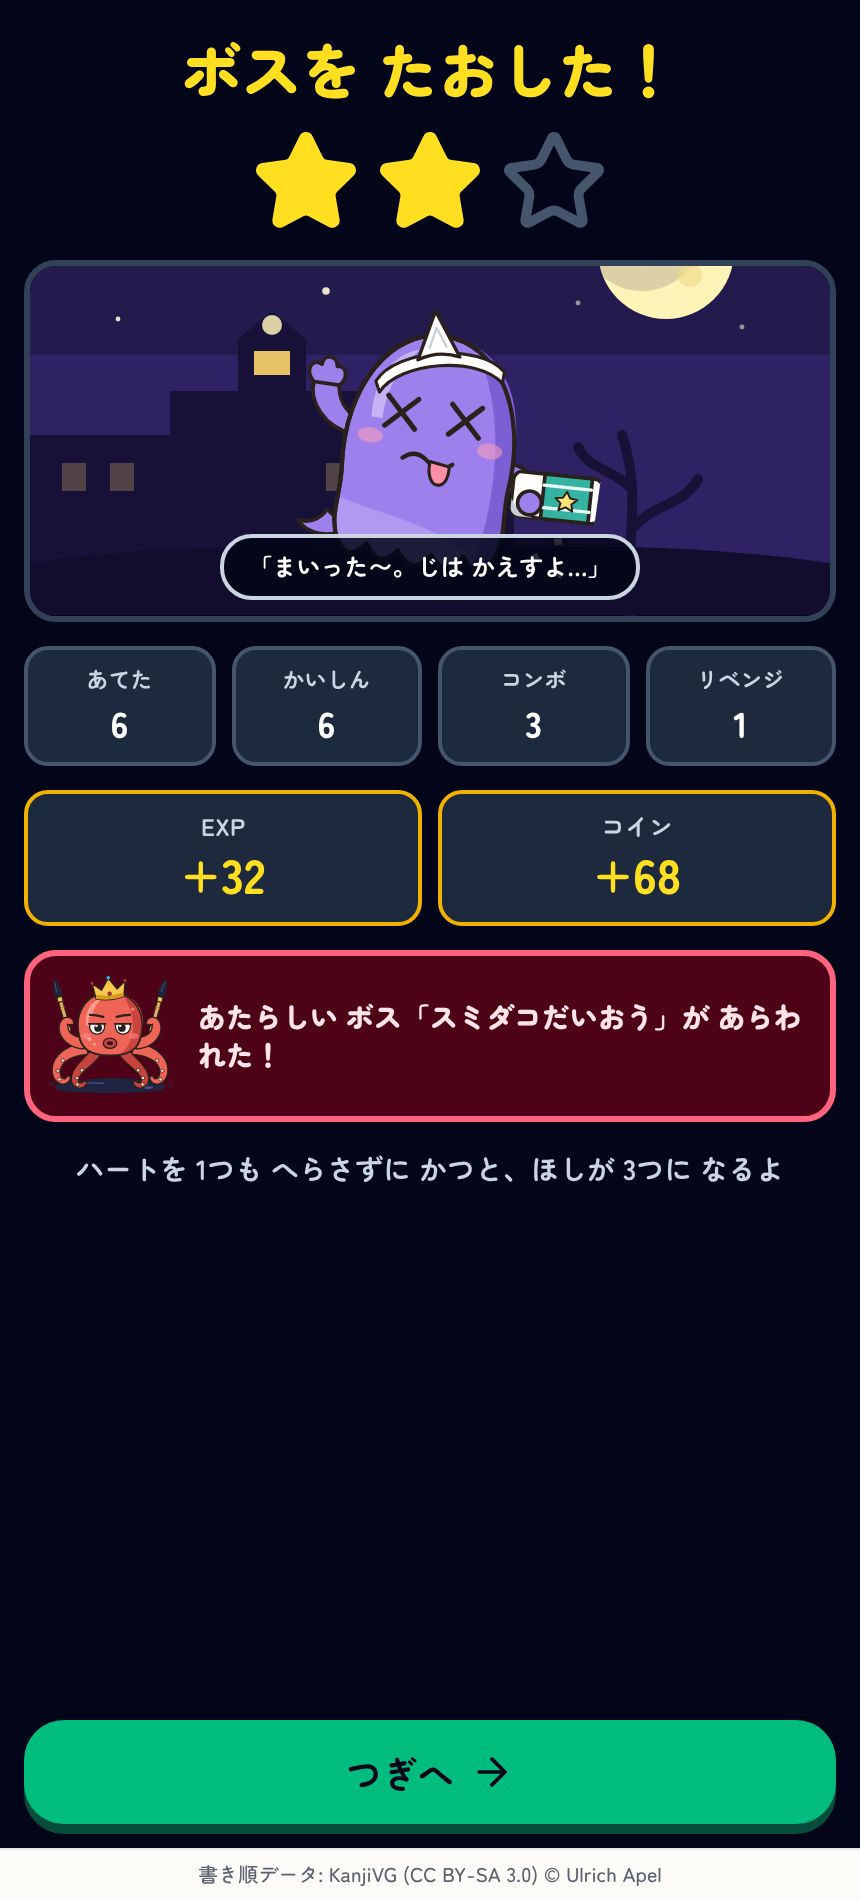 ボスを たおした！
「まいった〜。じは かえすよ…」
あてた
6
かいしん
6
コンボ
3
リベンジ
1
EXP
+32
コイン
+68
あたらしい ボス「スミダコだいおう」が あらわ
れた！
ハートを 1つも へらさずに かつと、ほしが 3つに なるよ
つぎへ →
書き順データ: KanjiVG (CC BY-SA 3.0) © Ulrich Apel